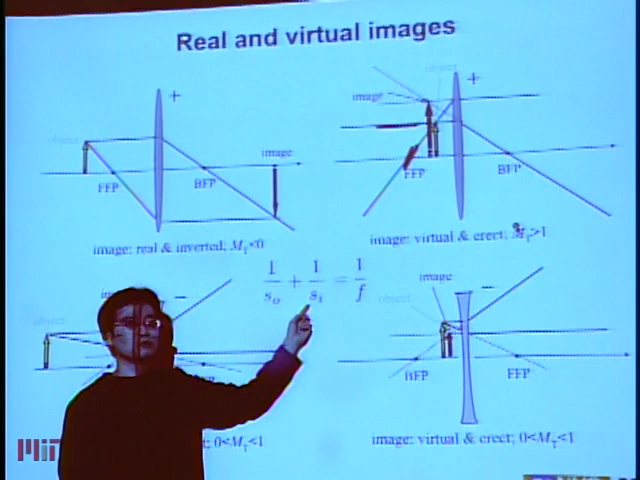 Real and virtual images
+
object
image
FFP
BFP
image: real & inverted; M_T<0
+
object
image
FFP
BFP
image: virtual & erect; M_T>1
1/s_o + 1/s_i = 1/f
object
image
BFP
FFP
image: virtual & erect; 0<M_T<1
object
t; 0<M_T<1
MIT